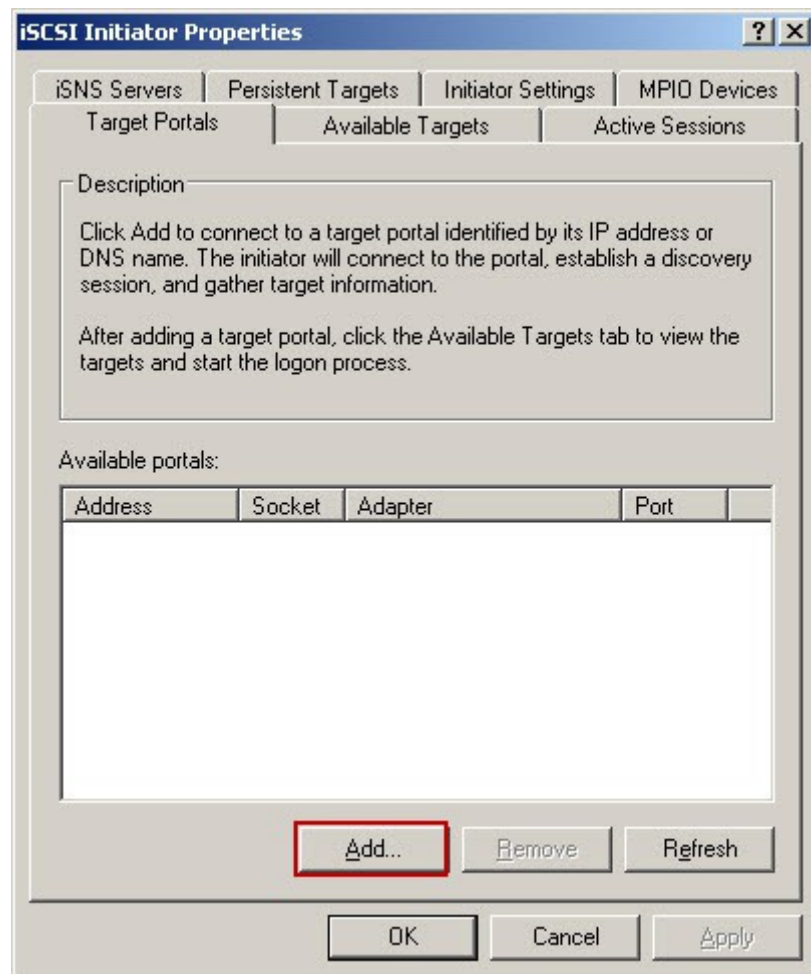 iSCSI Initiator Properties
iSNS Servers Persistent Targets Initiator Settings MPIO Devices
Target Portals Available Targets Active Sessions
Description
Click Add to connect to a target portal identified by its IP address or
DNS name. The initiator will connect to the portal, establish a discovery
session, and gather target information.
After adding a target portal, click the Available Targets tab to view the
targets and start the logon process.
Available portals:
Address Socket Adapter Port
Add... Remove Refresh
OK Cancel Apply